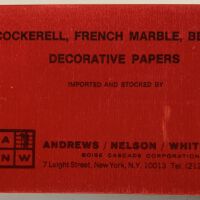 COCKERELL, FRENCH MARBLE, BE
DECORATIVE PAPERS
IMPORTED AND STOCKED BY
A
N W
ANDREWS / NELSON / WHIT
BOISE CASCADE CORPORATION
7 Laight Street, New York, N.Y. 10013 Tel. (212